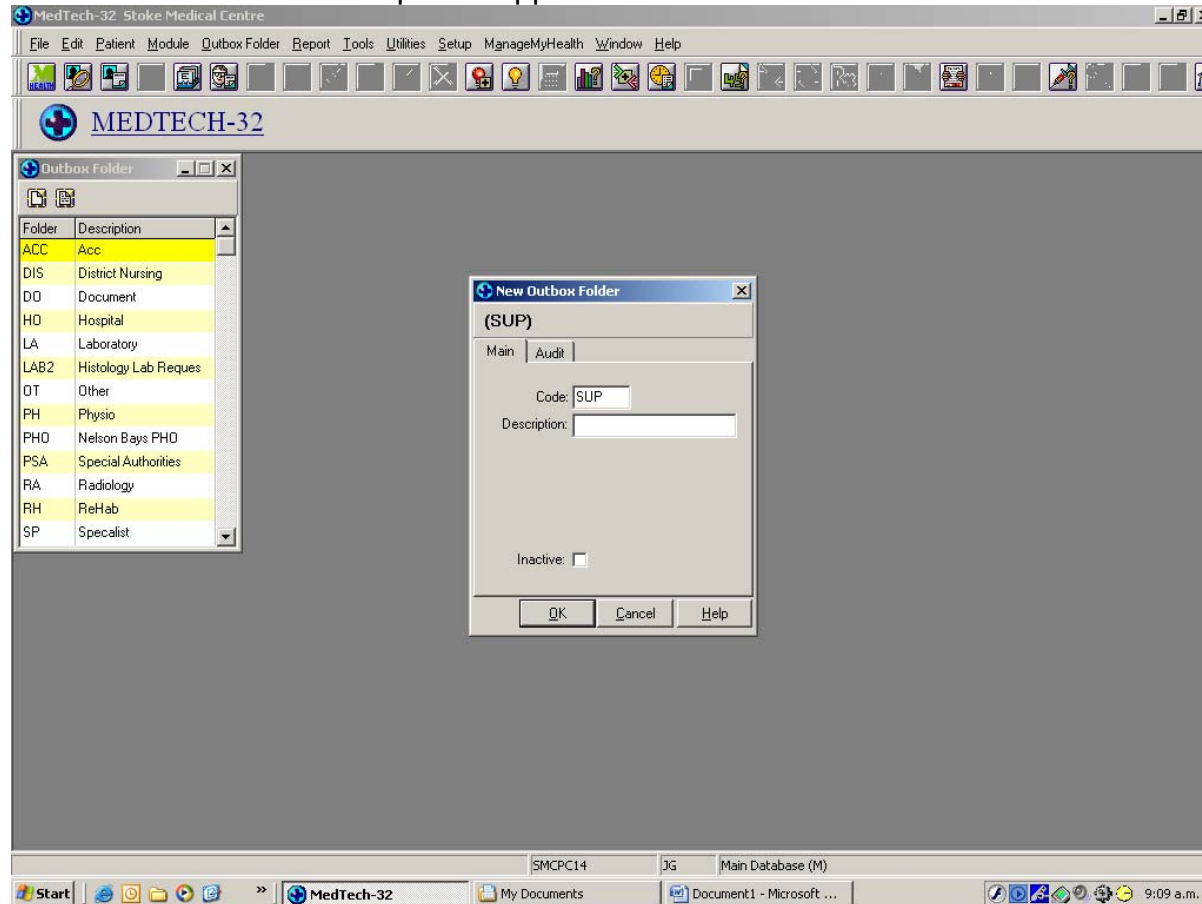 MedTech-32 Stoke Medical Centre
File Edit Patient Module Outbox Folder Report Tools Utilities Setup ManageMyHealth Window Help
MEDTECH-32
Outbox Folder
Folder Description
ACC Acc
DIS District Nursing
DO Document
HO Hospital
LA Laboratory
LAB2 Histology Lab Reques
OT Other
PH Physio
PHO Nelson Bays PHO
PSA Special Authorities
RA Radiology
RH ReHab
SP Specalist
New Outbox Folder
(SUP)
Main Audit
Code: SUP
Description:
Inactive:
OK Cancel Help
SMCPC14 JG Main Database (M)
Start » MedTech-32 My Documents Document1 - Microsoft ... 9:09 a.m.